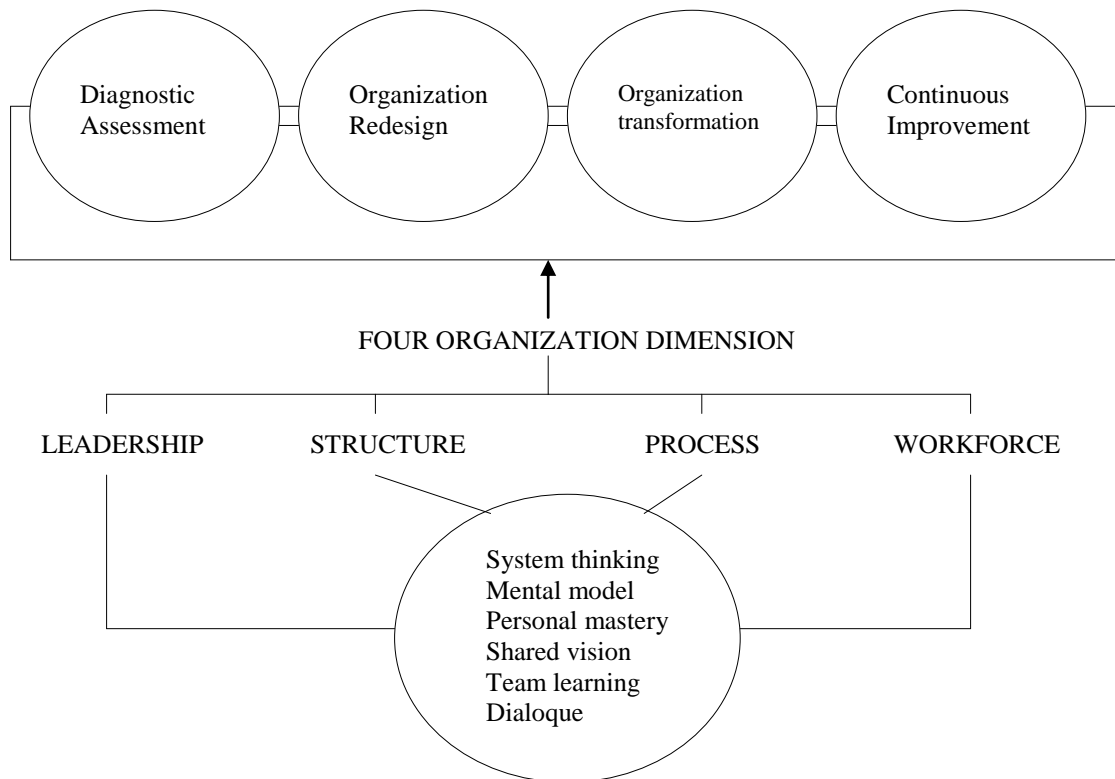 Diagnostic
Assessment
Organization
Redesign
Organization
transformation
Continuous
Improvement
FOUR ORGANIZATION DIMENSION
LEADERSHIP
STRUCTURE
PROCESS
WORKFORCE
System thinking
Mental model
Personal mastery
Shared vision
Team learning
Dialoque